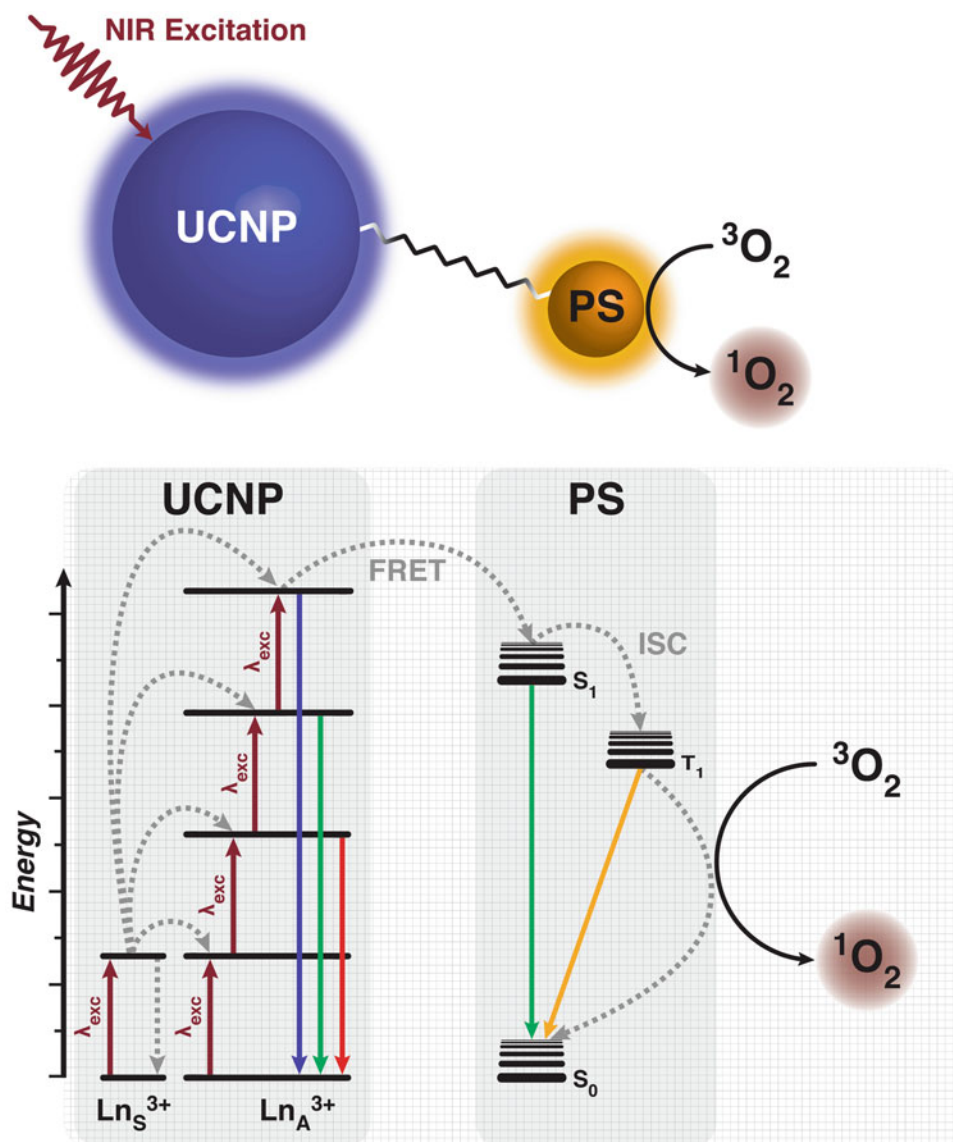 NIR Excitation
UCNP
PS
³O₂
¹O₂
UCNP
PS
FRET
ISC
λexc
λexc
λexc
λexc
λexc
S₁
T₁
³O₂
¹O₂
Energy
S₀
Lnₛ³⁺
Ln_A³⁺